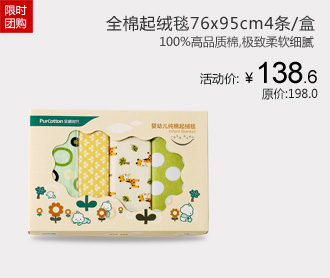 限时
团购
全棉起绒毯76x95cm4条/盒
100%高品质棉,极致柔软细腻
活动价: ¥138.6
原价:198.0
PurCotton 全棉时代
婴幼儿纯棉起绒毯
Infant Blanket